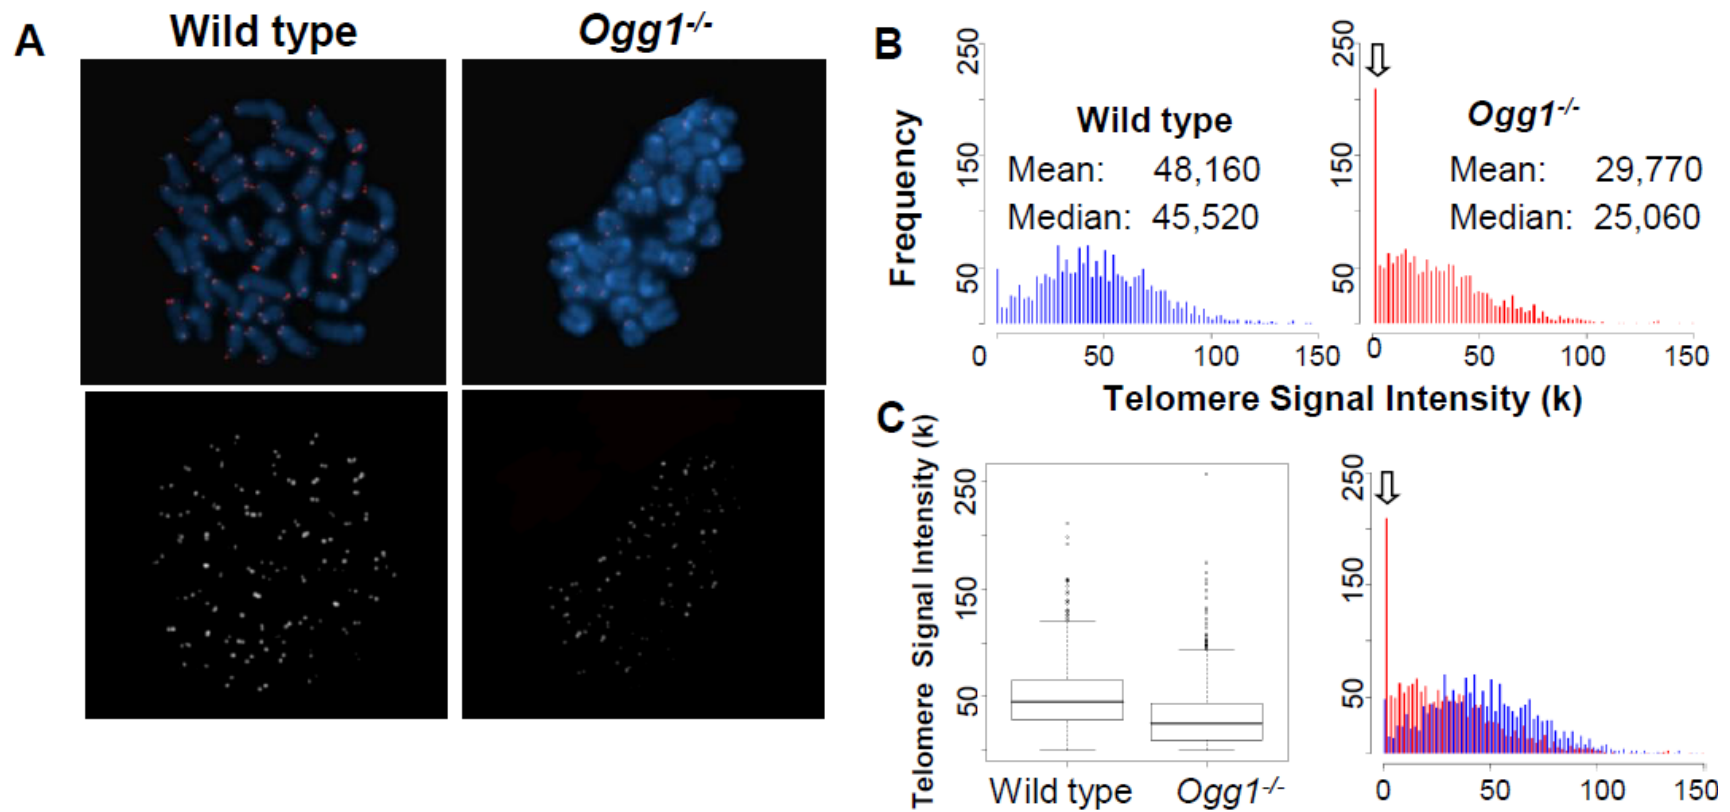 A
Wild type
Ogg1-/-
B
Frequency
250
150
50
Wild type
Mean: 48,160
Median: 45,520
0 50 100 150
250
150
50
Ogg1-/-
Mean: 29,770
Median: 25,060
0 50 100 150
Telomere Signal Intensity (k)
C
Telomere Signal Intensity (k)
250
150
50
Wild type
Ogg1-/-
250
150
50
0 50 100 150